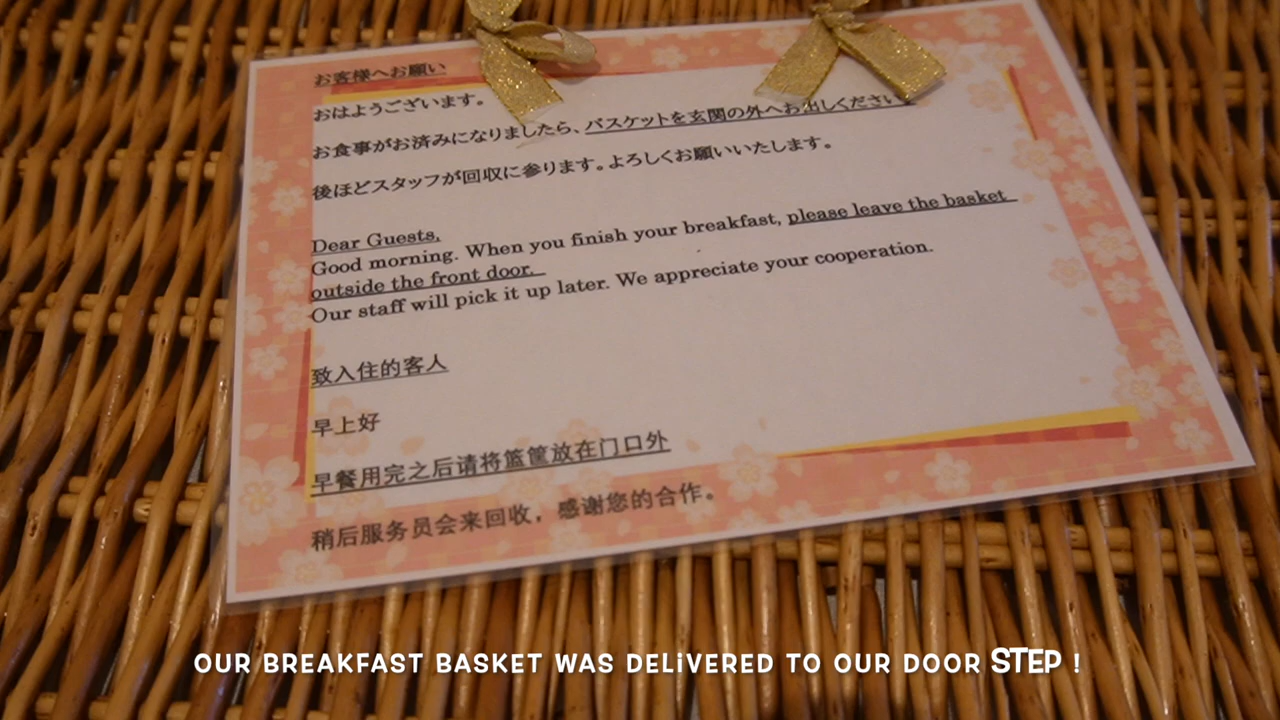 お客様へお願い
おはようございます。
お食事がお済みになりましたら、バスケットを玄関の外へお出しください。
後ほどスタッフが回収に参ります。よろしくお願いいたします。
Dear Guests,
Good morning. When you finish your breakfast, please leave the basket
outside the front door.
Our staff will pick it up later. We appreciate your cooperation.
致入住的客人
早上好
早餐用完之后请将篮筐放在门口外
稍后服务员会来回收，感谢您的合作。
OUR BREAKFAST BASKET WAS DELiVERED TO OUR DOOR STEP !